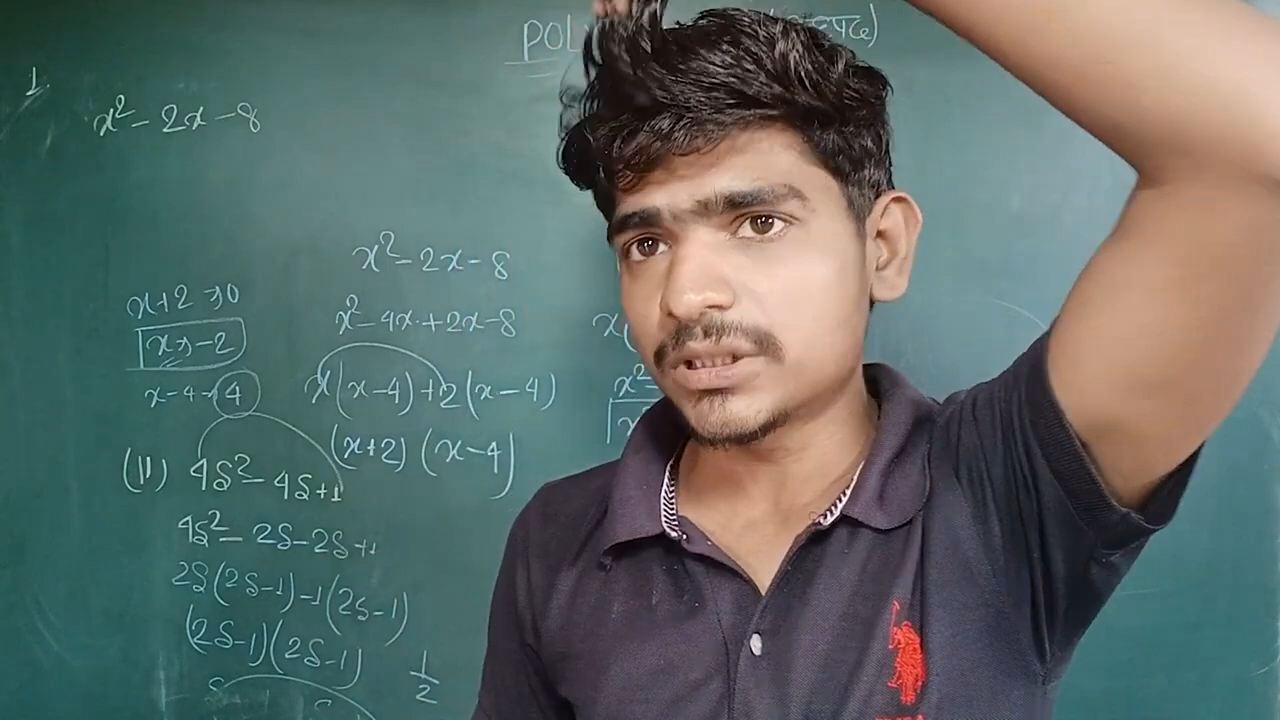 POL
1
x² - 2x - 8
x² - 2x - 8
x + 2 ⇒ 0
x² - 4x + 2x - 8
x ⇒ -2
x - 4 ⇒ 4
x(x - 4) + 2(x - 4)
(x + 2) (x - 4)
(II) 4s² - 4s + 1
4s² - 2s - 2s + 1
2s(2s - 1) - 1(2s - 1)
(2s - 1)(2s - 1)
1/2